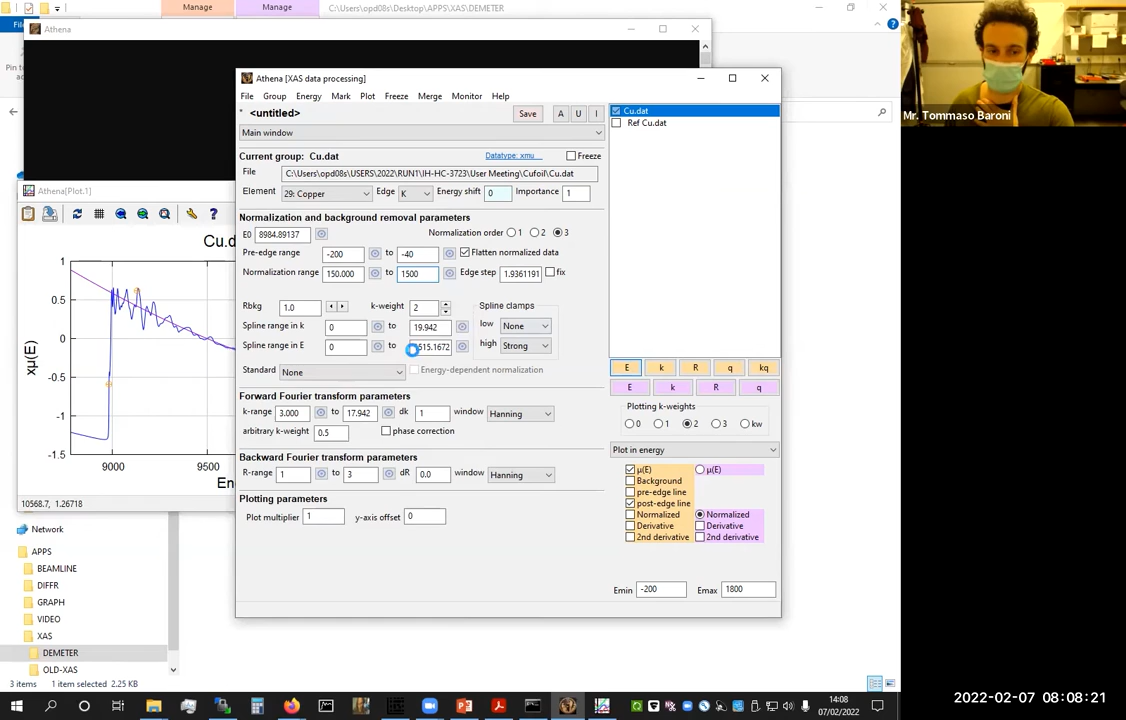 Manage
Manage
C:\Users\opd08s\Desktop\APPS\XAS\DEMETER
Athena
Athena [XAS data processing]
File Group Energy Mark Plot Freeze Merge Monitor Help
* <untitled>
Save
A U I
Main window
Current group: Cu.dat
Datatype: xmu
Freeze
File C:\Users\opd08s\USERS\2022\RUN1\IH-HC-3723\User Meeting\Cufoil\Cu.dat
Element 29: Copper Edge K Energy shift 0 Importance 1
Normalization and background removal parameters
E0 8984.89137 Normalization order 1 2 3
Pre-edge range -200 to -40 Flatten normalized data
Normalization range 150.000 to 1500 Edge step 1.9361191 fix
Rbkg 1.0 k-weight 2 Spline clamps
Spline range in k 0 to 19.942 low None
Spline range in E 0 to 515.1672 high Strong
Standard None Energy-dependent normalization
Forward Fourier transform parameters
k-range 3.000 to 17.942 dk 1 window Hanning
arbitrary k-weight 0.5 phase correction
Backward Fourier transform parameters
R-range 1 to 3 dR 0.0 window Hanning
Plotting parameters
Plot multiplier 1 y-axis offset 0
Cu.dat
Ref Cu.dat
E k R q kq
E k R q
Plotting k-weights
0 1 2 3 kw
Plot in energy
μ(E) μ(E)
Background
pre-edge line
post-edge line
Normalized Normalized
Derivative Derivative
2nd derivative 2nd derivative
Emin -200 Emax 1800
Athena[Plot.1]
Cu.d
1
0.5
0
-0.5
-1
-1.5
xμ(E)
9000 9500
En
10568.7, 1.26718
Pin to
Fil
Network
APPS
BEAMLINE
DIFFR
GRAPH
VIDEO
XAS
DEMETER
OLD-XAS
3 items 1 item selected 2.25 KB
14:08
07/02/2022
Mr. Tommaso Baroni
2022-02-07 08:08:21